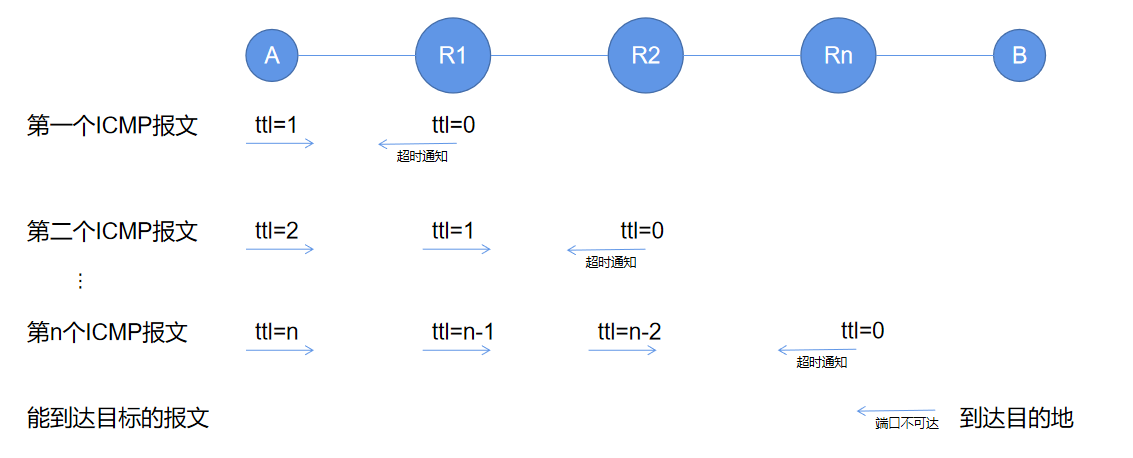 A R1 R2 Rn B
第一个ICMP报文 ttl=1 ttl=0
超时通知
第二个ICMP报文 ttl=2 ttl=1 ttl=0
超时通知
⋮
第n个ICMP报文 ttl=n ttl=n-1 ttl=n-2 ttl=0
超时通知
能到达目标的报文 端口不可达 到达目的地